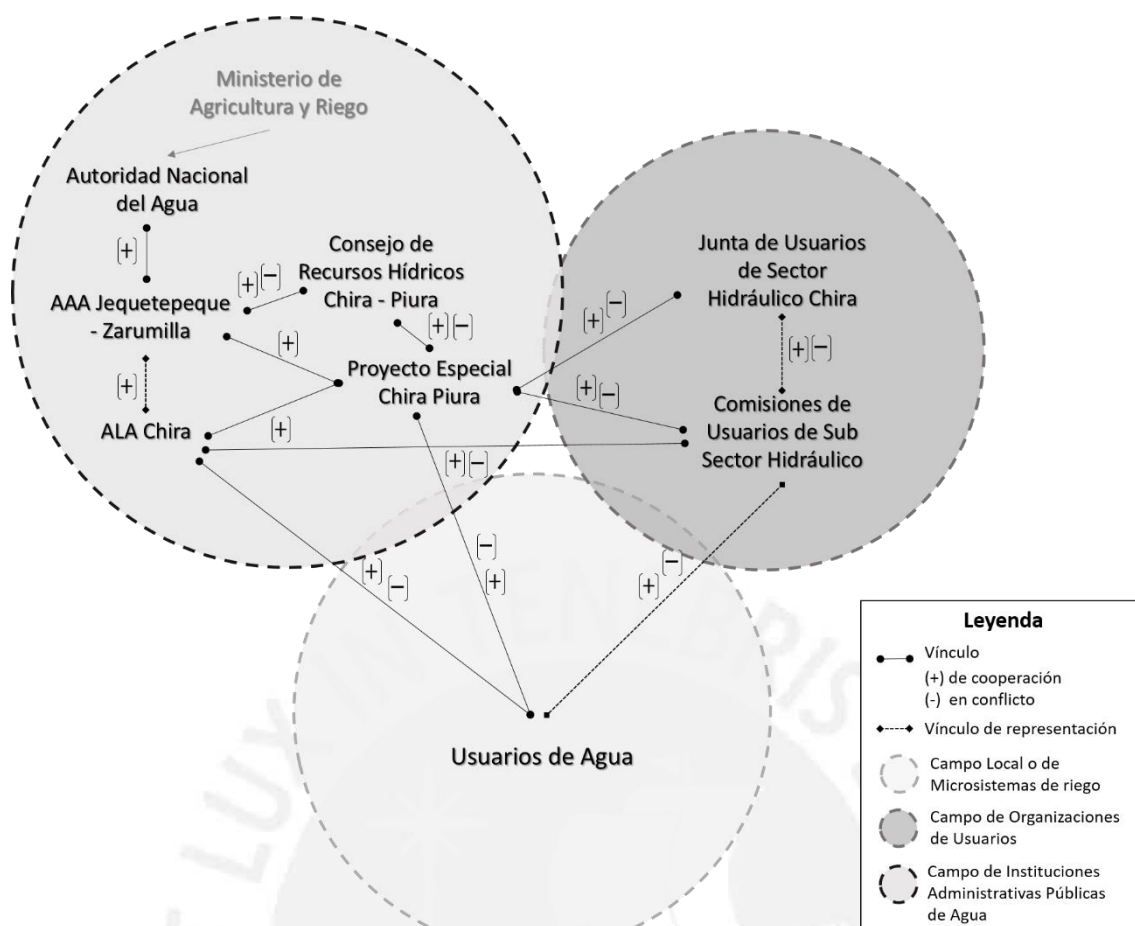 Ministerio de
Agricultura y Riego
Autoridad Nacional
del Agua
(+)
Consejo de
Recursos Hídricos
Chira - Piura
(+)(−)
AAA Jequetepeque
- Zarumilla
(+)(−)
(+)
Proyecto Especial
Chira Piura
(+)
ALA Chira
(+)
Junta de Usuarios
de Sector
Hidráulico Chira
(+)(−)
(+)(−)
(+)(−)
Comisiones de
Usuarios de Sub
Sector Hidráulico
(+)(−)
(−)
(+)
(+)(−)
(+)(−)
LUX IN TENEBRIS
Usuarios de Agua
Leyenda
Vínculo
(+) de cooperación
(-) en conflicto
Vínculo de representación
Campo Local o de
Microsistemas de riego
Campo de Organizaciones
de Usuarios
Campo de Instituciones
Administrativas Públicas
de Agua